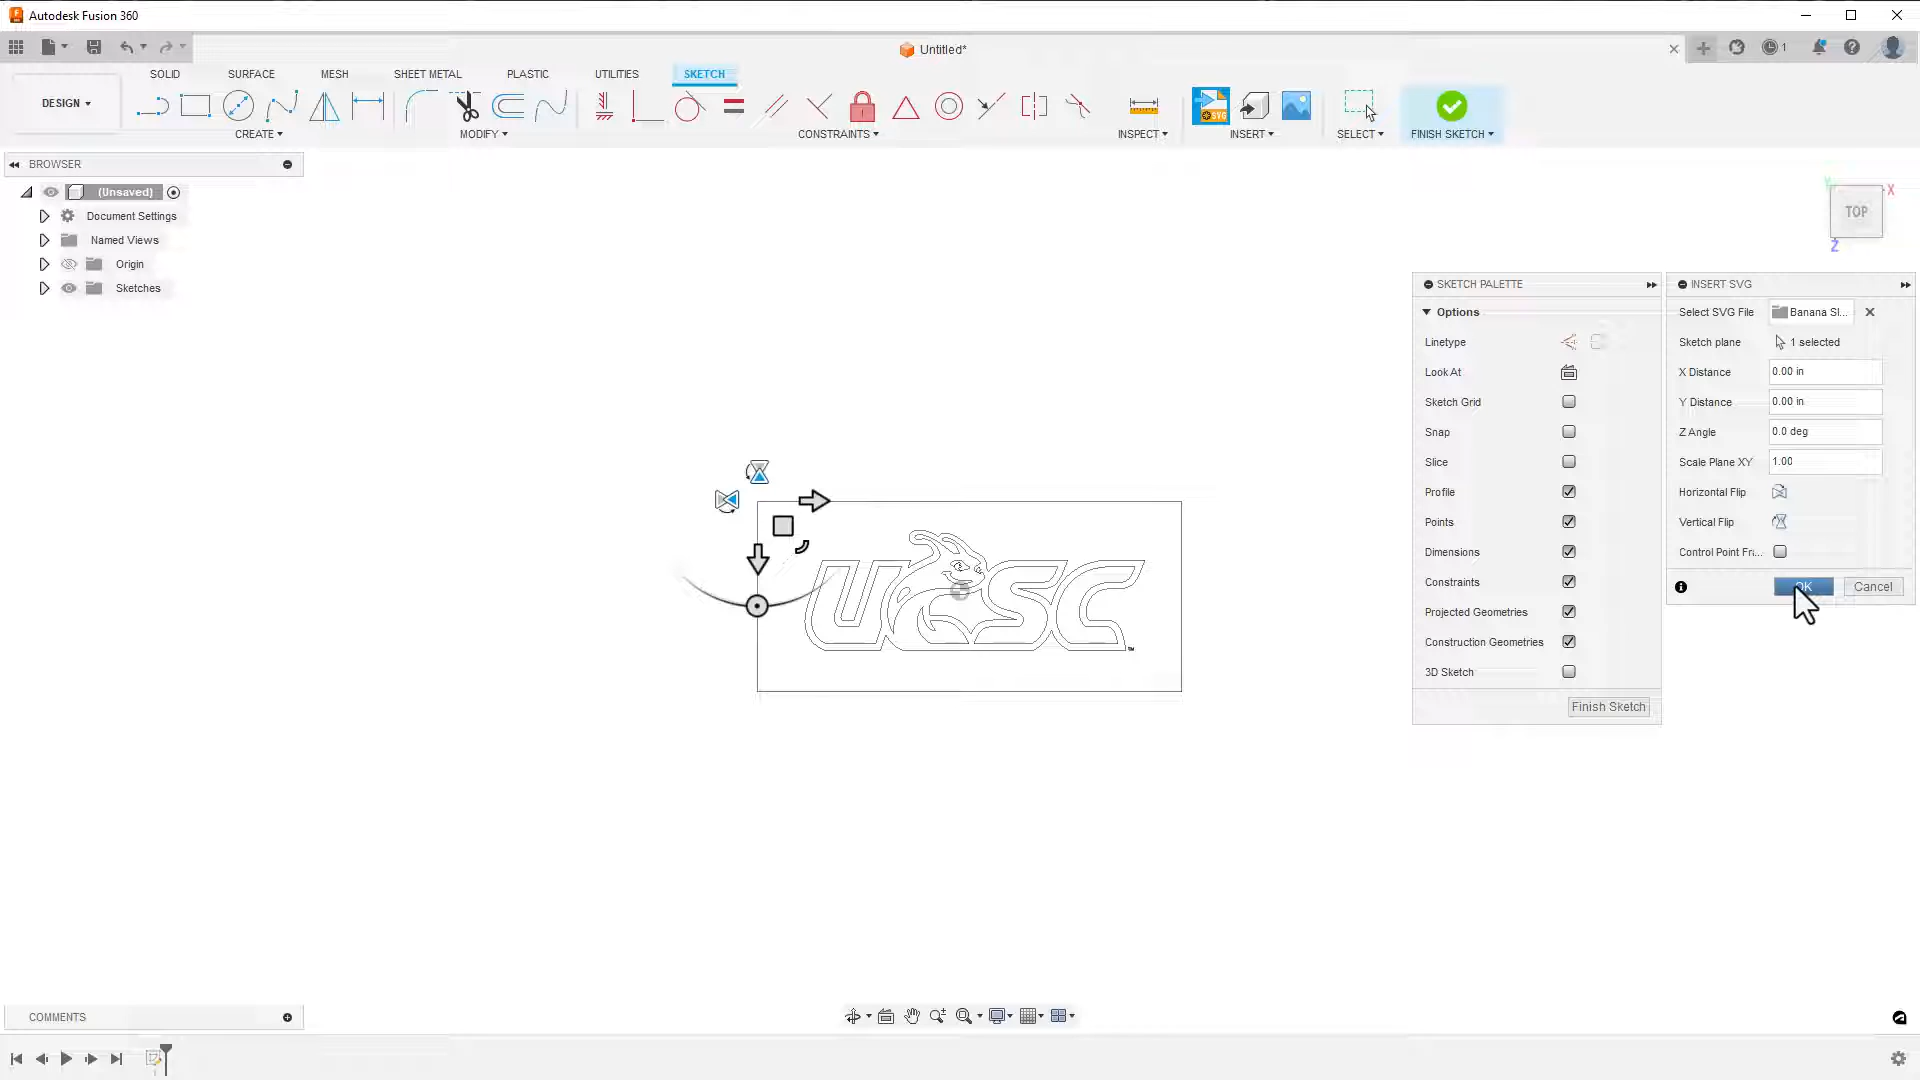 Autodesk Fusion 360
Untitled*
1
SOLID
SURFACE
MESH
SHEET METAL
PLASTIC
UTILITIES
SKETCH
DESIGN
CREATE
MODIFY
CONSTRAINTS
INSPECT
SVG
INSERT
SELECT
FINISH SKETCH
BROWSER
(Unsaved)
Document Settings
Named Views
Origin
Sketches
Y
X
TOP
Z
SKETCH PALETTE
Options
Linetype
Look At
Sketch Grid
Snap
Slice
Profile
Points
Dimensions
Constraints
Projected Geometries
Construction Geometries
3D Sketch
Finish Sketch
INSERT SVG
Select SVG File Banana Sl...
Sketch plane 1 selected
X Distance 0.00 in
Y Distance 0.00 in
Z Angle 0.0 deg
Scale Plane XY 1.00
Horizontal Flip
Vertical Flip
Control Point Fr...
OK Cancel
UCSC
COMMENTS